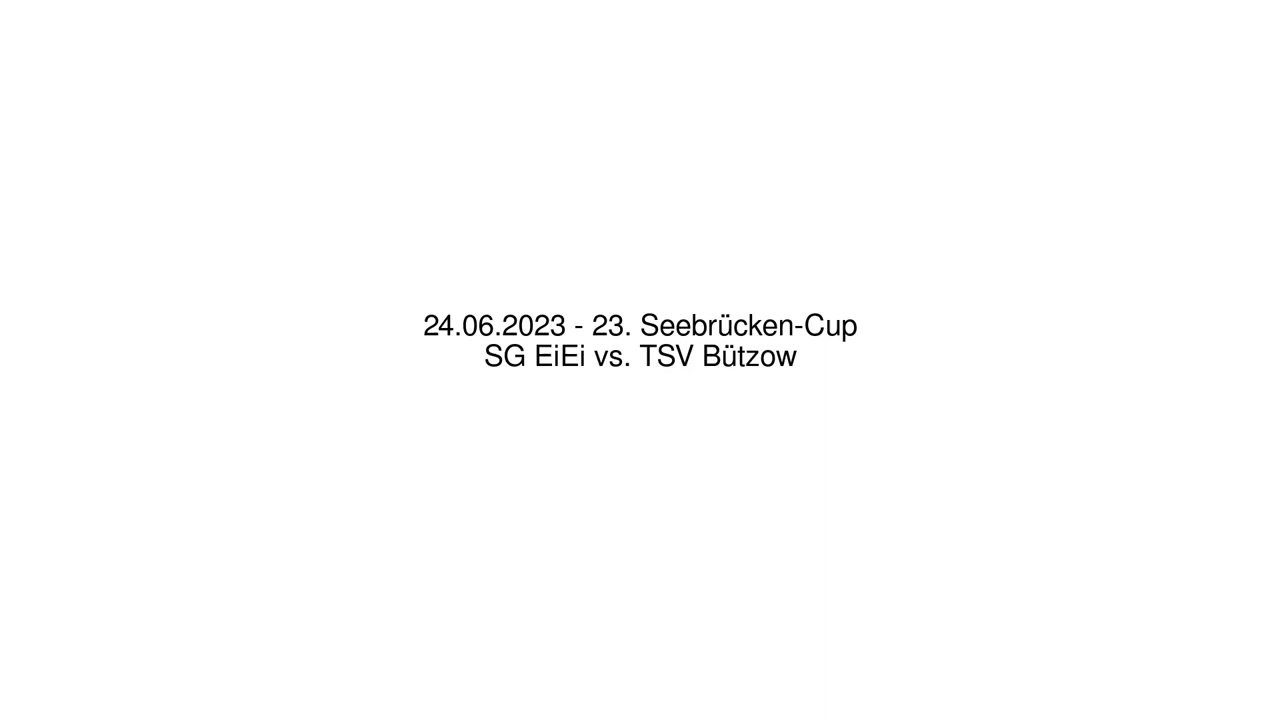 24.06.2023 - 23. Seebrücken-Cup
SG EiEi vs. TSV Bützow